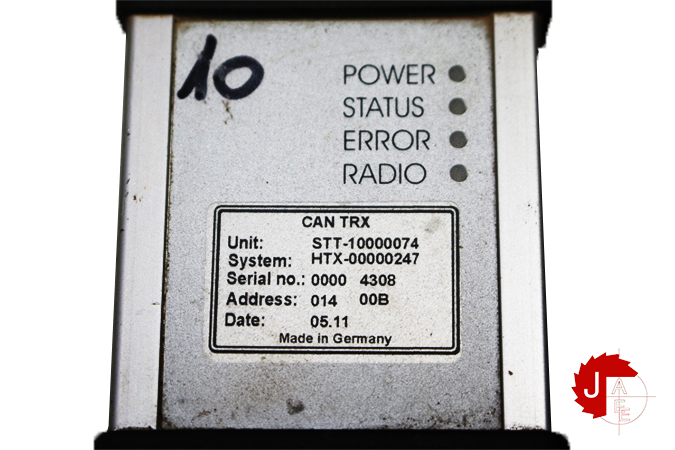 10
POWER
STATUS
ERROR
RADIO
CAN TRX
Unit: STT-10000074
System: HTX-00000247
Serial no.: 0000 4308
Address: 014 00B
Date: 05.11
Made in Germany
J